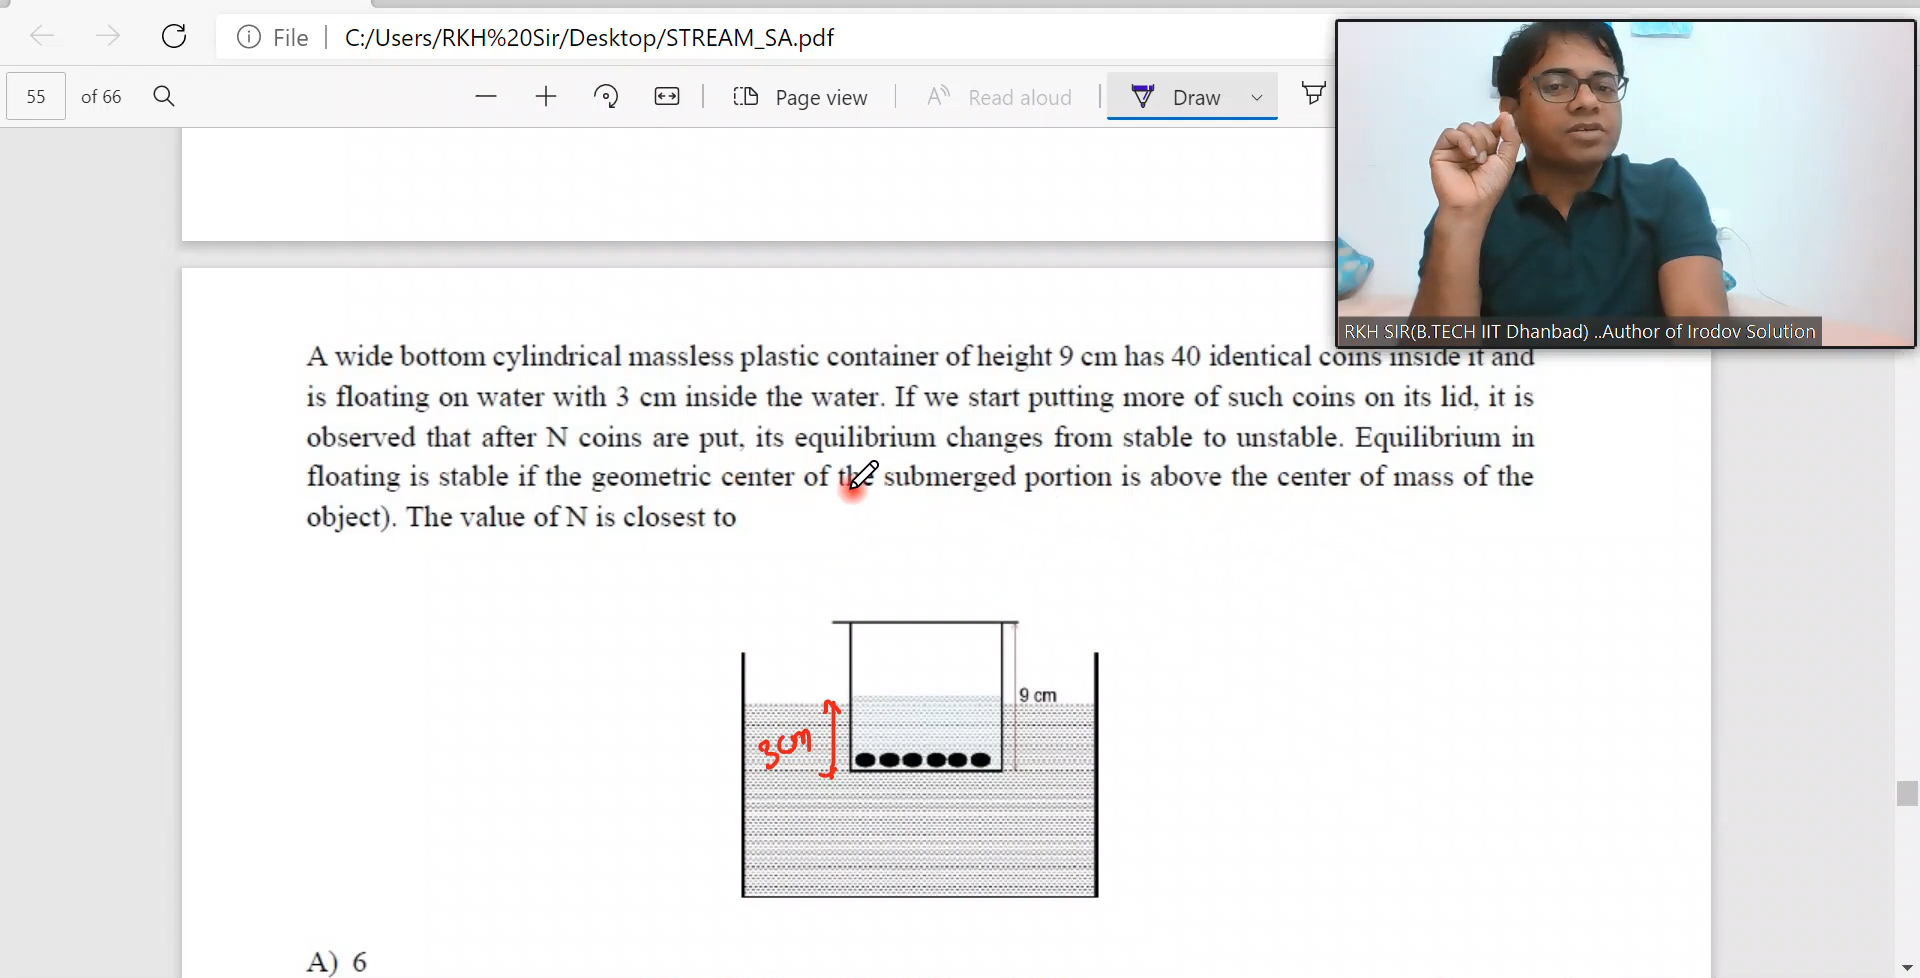 File | C:/Users/RKH%20Sir/Desktop/STREAM_SA.pdf
55 of 66
Page view
Read aloud
Draw
RKH SIR(B.TECH IIT Dhanbad) ..Author of Irodov Solution
A wide bottom cylindrical massless plastic container of height 9 cm has 40 identical coins inside it and
is floating on water with 3 cm inside the water. If we start putting more of such coins on its lid, it is
observed that after N coins are put, its equilibrium changes from stable to unstable. Equilibrium in
floating is stable if the geometric center of the submerged portion is above the center of mass of the
object). The value of N is closest to
9 cm
3cm
A) 6